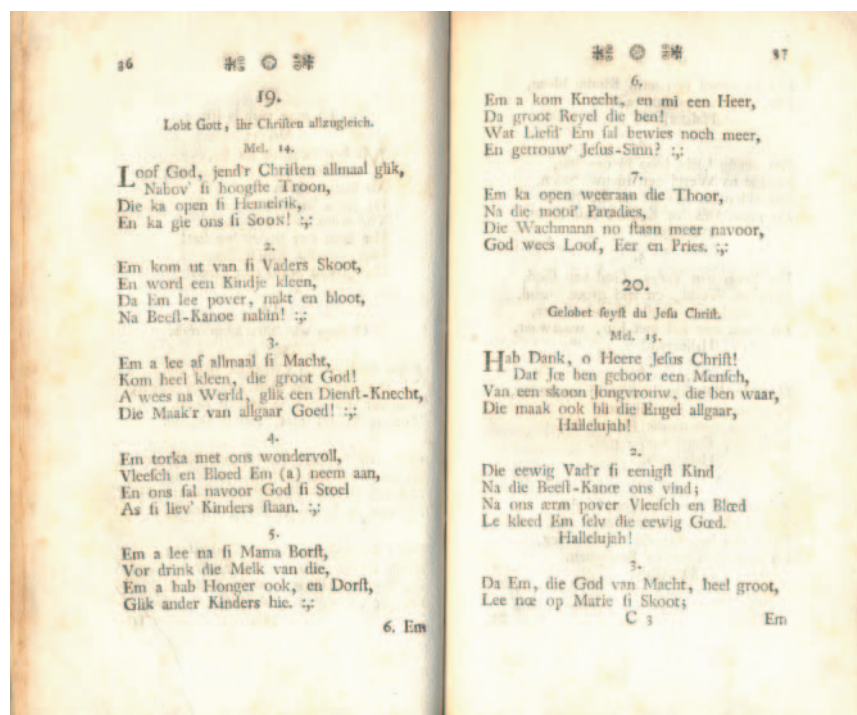 36
19.
Lobt Gott, ihr Chriſten allzugleich.
Mel. 14.
Loof God, jend'r Chriſten allmaal glik,
Nabov' ſi hoogſte Troon,
Die ka open ſi Hemelrik,
En ka gie ons ſi Soon! :,:
2.
Em kom ut van ſi Vaders Skoot,
En word een Kindje kleen,
Da Em lee pover, nakt en bloot,
Na Beeſt-Kanoe nabin! :,:
3.
Em a lee af allmaal ſi Macht,
Kom heel kleen, die groot God!
A wees na Werld, glik een Dienſt-Knecht,
Die Maak'r van allgaar Goed! :,:
4.
Em torka met ons wondervoll,
Vleeſch en Bloed Em (a) neem aan,
En ons ſal navoor God ſi Stoel
As ſi liev' Kinders ſtaan. :,:
5.
Em a lee na ſi Mama Borſt,
Vor drink die Melk van die,
Em a hab Honger ook, en Dorſt,
Glik ander Kinders hie. :,:
6. Em
37
6.
Em a kom Knecht, en mi een Heer,
Da groot Reyel die ben!
Wat Liefd' Em ſal bewies noch meer,
En getrouw' Jeſus-Sinn? :,:
7.
Em ka open weeraan die Thoor,
Na die mooi' Paradies,
Die Wachmann no ſtaan meer navoor,
God wees Loof, Eer en Pries. :,:
20.
Gelobet ſeyſt du Jeſu Chriſt.
Mel. 15.
Hab Dank, o Heere Jeſus Chriſt!
Dat Jœ ben geboor een Menſch,
Van een skoon Jongvrouw, die ben waar,
Die maak ook bli die Engel allgaar,
Hallelujah!
2.
Die eewig Vad'r ſi eenigſt Kind
Na die Beeſt-Kanœ ons vind;
Na ons ærm pover Vleeſch en Blœd
Le kleed Em ſelv die eewig Gœd.
Hallelujah!
3.
Da Em, die God van Macht, heel groot,
Lee nœ op Marie ſi Skoot;
C 3
Em